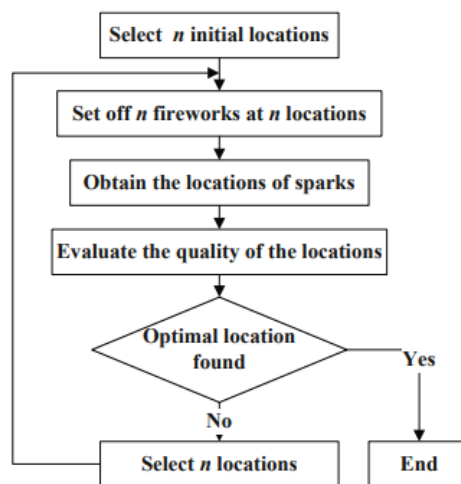 Select n initial locations
Set off n fireworks at n locations
Obtain the locations of sparks
Evaluate the quality of the locations
Optimal location
found
Yes
No
Select n locations
End